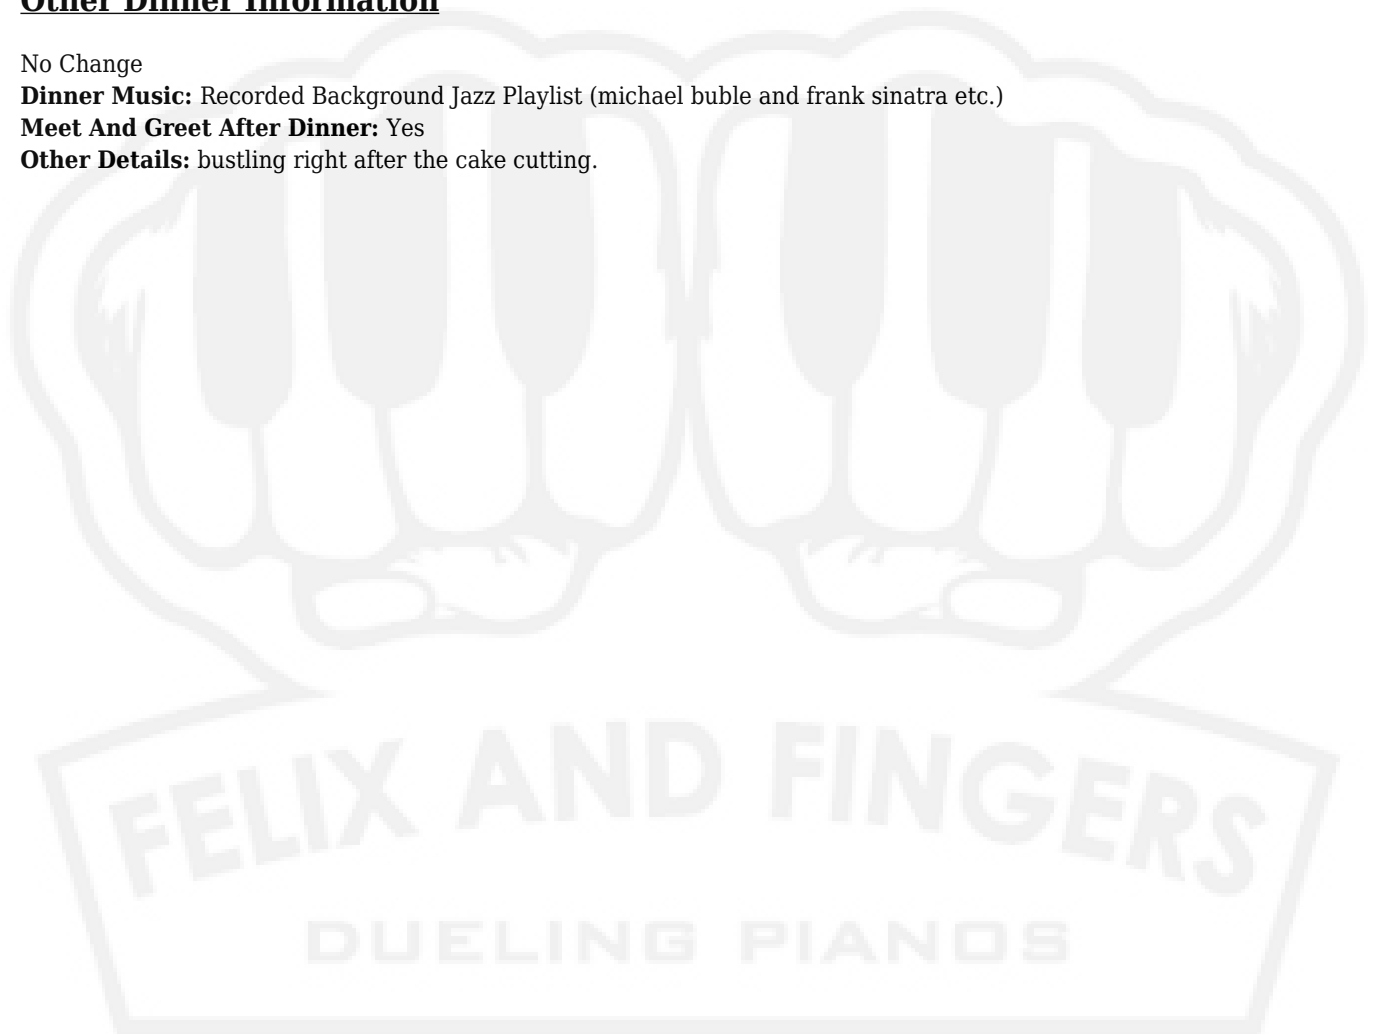 Other Dinner Information
No Change
Dinner Music: Recorded Background Jazz Playlist (michael buble and frank sinatra etc.)
Meet And Greet After Dinner: Yes
Other Details: bustling right after the cake cutting.
FELIX AND FINGERS
DUELING PIANOS